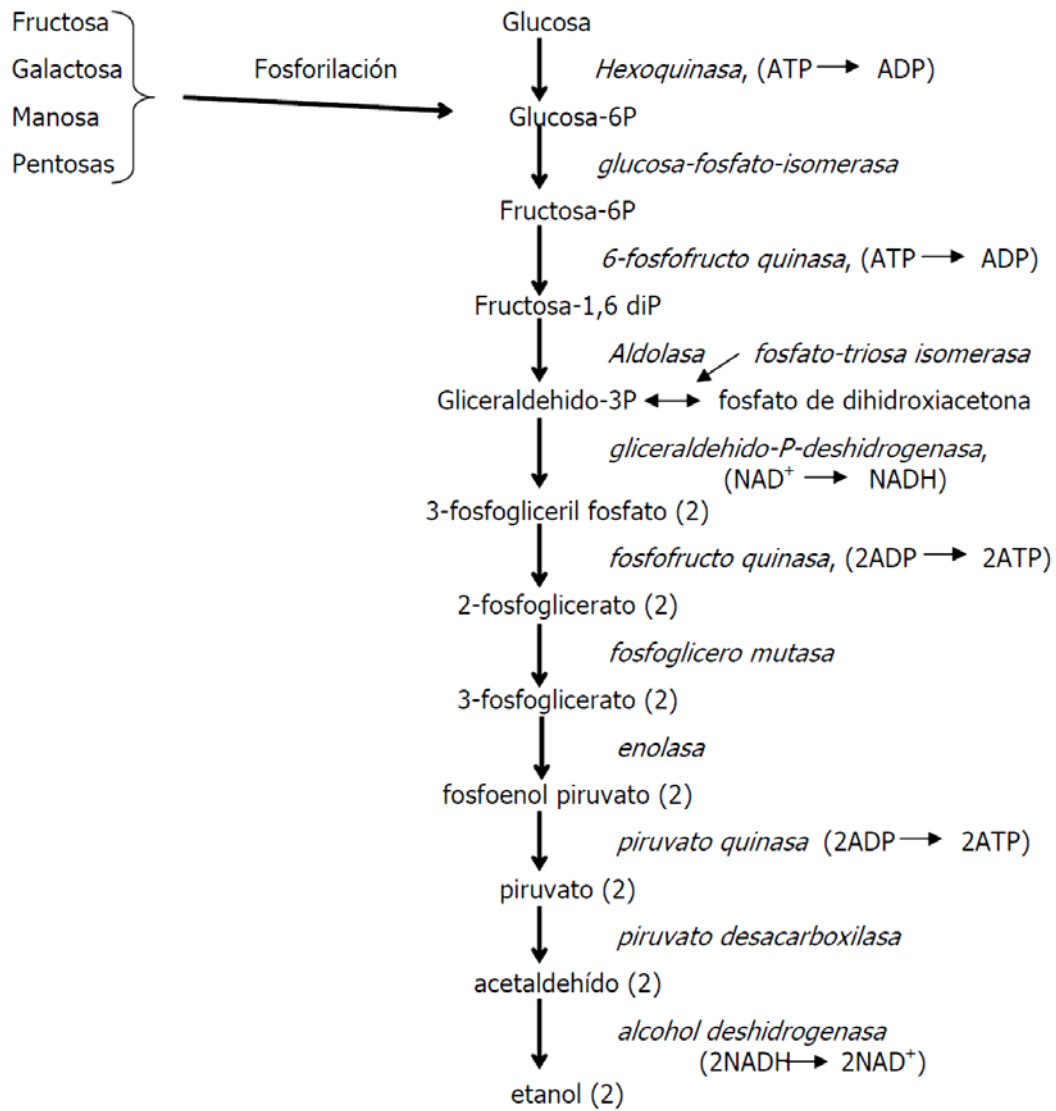 Fructosa
Galactosa
Manosa
Pentosas
Fosforilación
Glucosa
Hexoquinasa, (ATP → ADP)
Glucosa-6P
glucosa-fosfato-isomerasa
Fructosa-6P
6-fosfofructo quinasa, (ATP → ADP)
Fructosa-1,6 diP
Aldolasa fosfato-triosa isomerasa
Gliceraldehido-3P ↔ fosfato de dihidroxiacetona
gliceraldehido-P-deshidrogenasa,
(NAD⁺ → NADH)
3-fosfogliceril fosfato (2)
fosfofructo quinasa, (2ADP → 2ATP)
2-fosfoglicerato (2)
fosfoglicero mutasa
3-fosfoglicerato (2)
enolasa
fosfoenol piruvato (2)
piruvato quinasa (2ADP → 2ATP)
piruvato (2)
piruvato desacarboxilasa
acetaldehído (2)
alcohol deshidrogenasa
(2NADH → 2NAD⁺)
etanol (2)